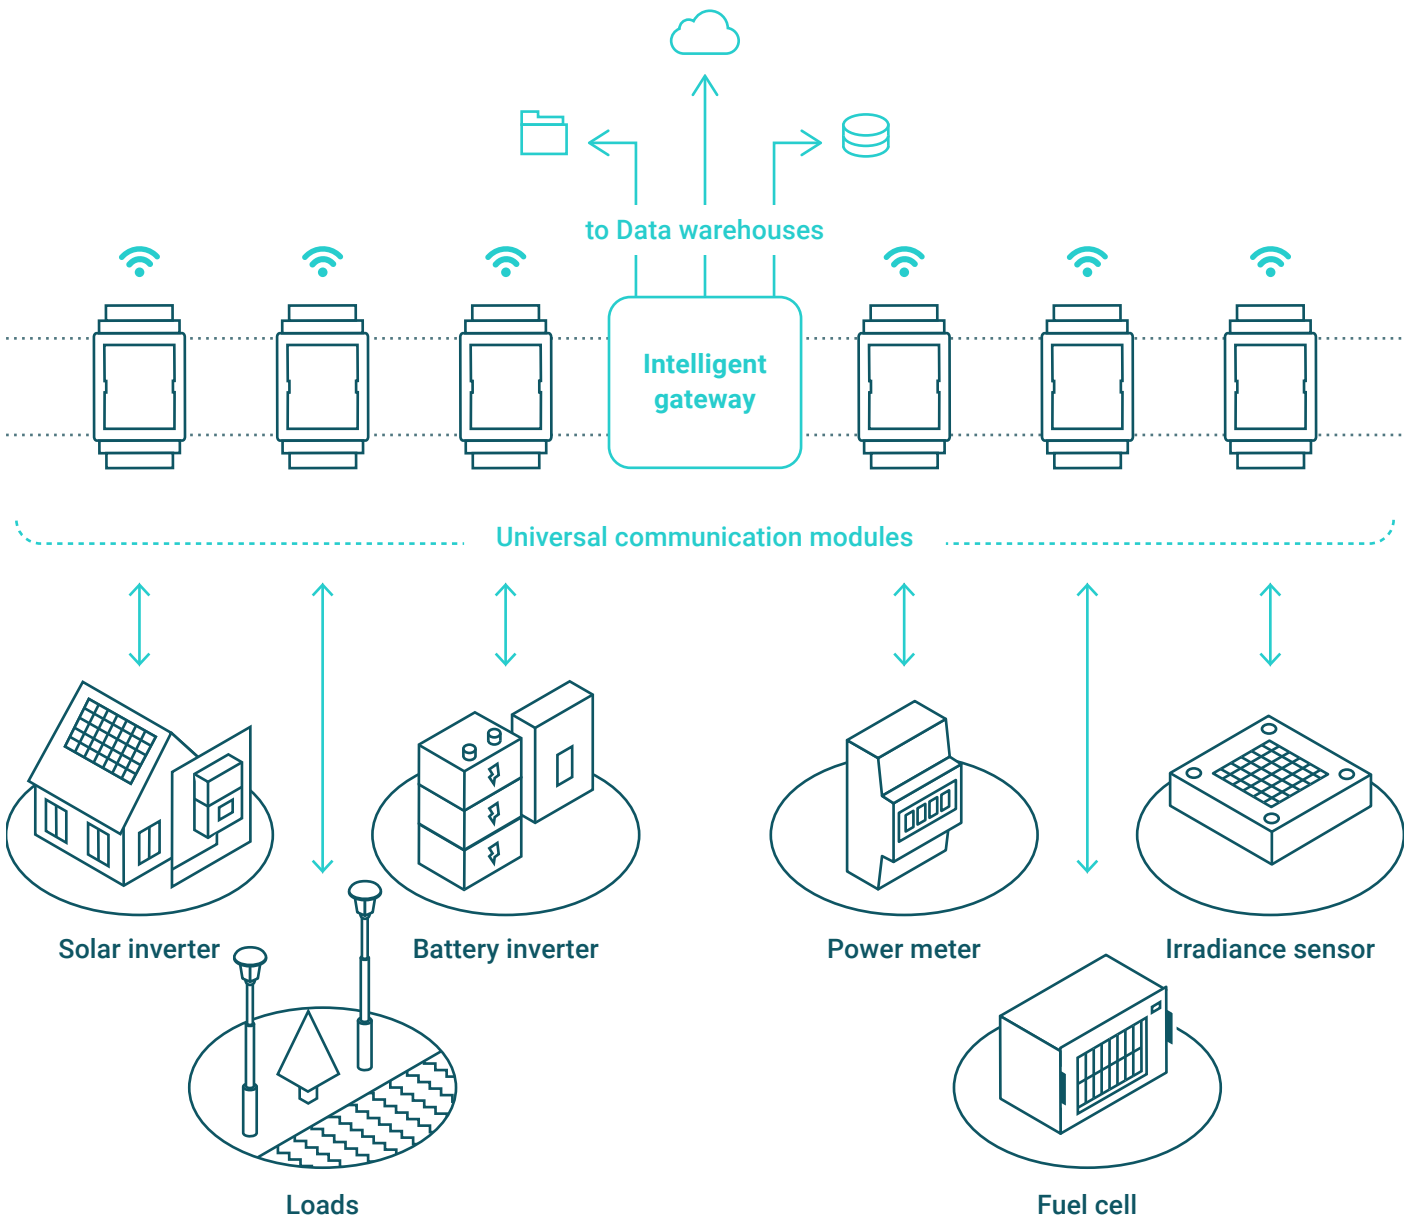 to Data warehouses
Intelligent
gateway
Universal communication modules
Solar inverter
Battery inverter
Power meter
Irradiance sensor
Loads
Fuel cell